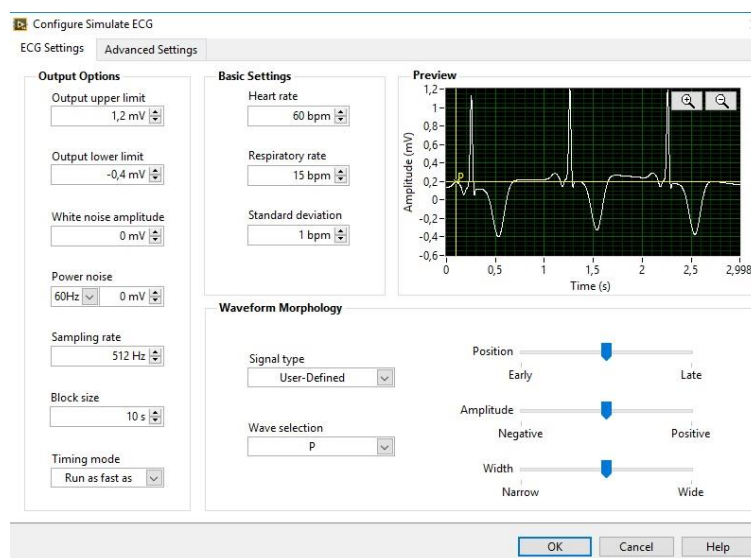 Configure Simulate ECG
ECG Settings Advanced Settings
Output Options
Output upper limit
1,2 mV
Output lower limit
-0,4 mV
White noise amplitude
0 mV
Power noise
60Hz 0 mV
Sampling rate
512 Hz
Block size
10 s
Timing mode
Run as fast as
Basic Settings
Heart rate
60 bpm
Respiratory rate
15 bpm
Standard deviation
1 bpm
Preview
Amplitude (mV)
1,2
1
0,8
0,6
0,4
0,2
0
-0,2
-0,4
-0,6
P
0 0,5 1 1,5 2 2,5 2,998
Time (s)
Waveform Morphology
Signal type
User-Defined
Wave selection
P
Position
Early Late
Amplitude
Negative Positive
Width
Narrow Wide
OK Cancel Help